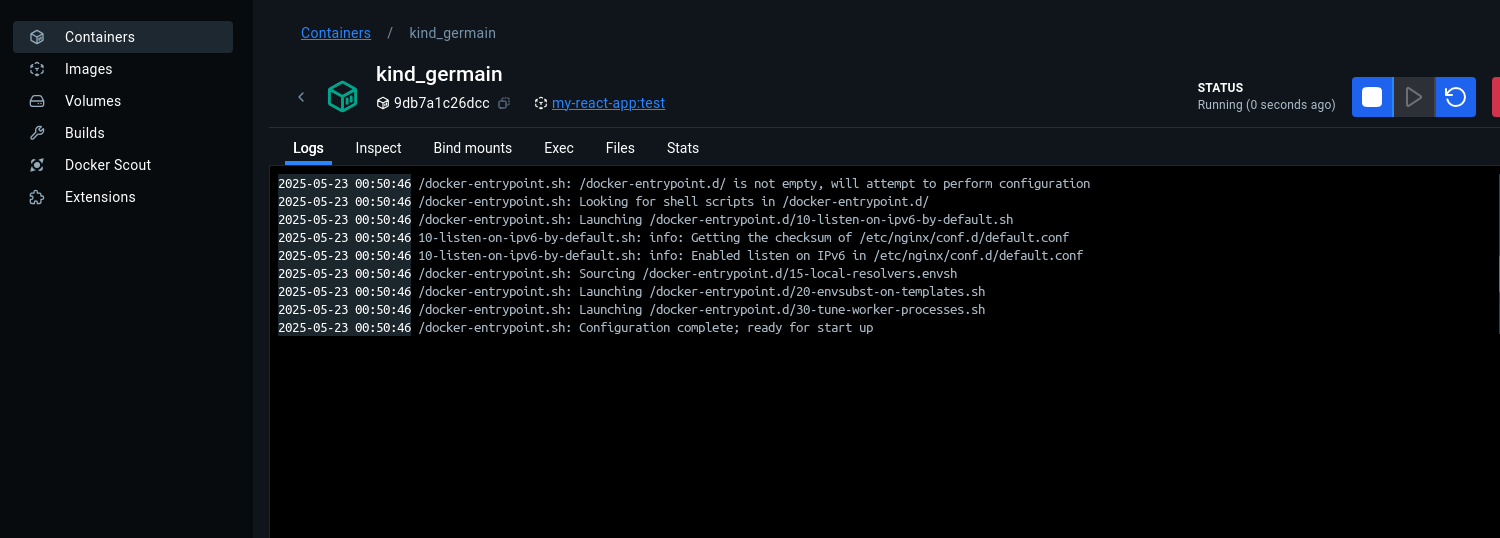 Containers
Images
Volumes
Builds
Docker Scout
Extensions
Containers / kind_germain
kind_germain
9db7a1c26dcc my-react-app:test
STATUS
Running (0 seconds ago)
Logs Inspect Bind mounts Exec Files Stats
2025-05-23 00:50:46 /docker-entrypoint.sh: /docker-entrypoint.d/ is not empty, will attempt to perform configuration
2025-05-23 00:50:46 /docker-entrypoint.sh: Looking for shell scripts in /docker-entrypoint.d/
2025-05-23 00:50:46 /docker-entrypoint.sh: Launching /docker-entrypoint.d/10-listen-on-ipv6-by-default.sh
2025-05-23 00:50:46 10-listen-on-ipv6-by-default.sh: info: Getting the checksum of /etc/nginx/conf.d/default.conf
2025-05-23 00:50:46 10-listen-on-ipv6-by-default.sh: info: Enabled listen on IPv6 in /etc/nginx/conf.d/default.conf
2025-05-23 00:50:46 /docker-entrypoint.sh: Sourcing /docker-entrypoint.d/15-local-resolvers.envsh
2025-05-23 00:50:46 /docker-entrypoint.sh: Launching /docker-entrypoint.d/20-envsubst-on-templates.sh
2025-05-23 00:50:46 /docker-entrypoint.sh: Launching /docker-entrypoint.d/30-tune-worker-processes.sh
2025-05-23 00:50:46 /docker-entrypoint.sh: Configuration complete; ready for start up